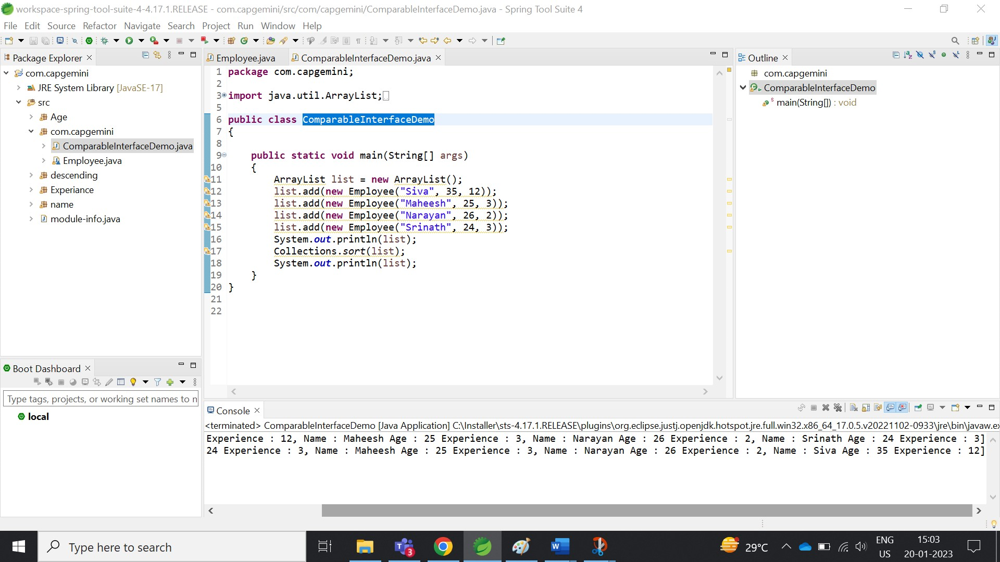 workspace-spring-tool-suite-4-4.17.1.RELEASE - com.capgemini/src/com/capgemini/ComparableInterfaceDemo.java - Spring Tool Suite 4
File Edit Source Refactor Navigate Search Project Run Window Help
Package Explorer
com.capgemini
JRE System Library [JavaSE-17]
src
Age
com.capgemini
ComparableInterfaceDemo.java
Employee.java
descending
Experiance
name
module-info.java
Boot Dashboard
Type tags, projects, or working set names to n
local
Employee.java
ComparableInterfaceDemo.java
1 package com.capgemini;
2
3 import java.util.ArrayList;
5
6 public class ComparableInterfaceDemo
7 {
8
9 public static void main(String[] args)
10 {
11 ArrayList list = new ArrayList();
12 list.add(new Employee("Siva", 35, 12));
13 list.add(new Employee("Maheesh", 25, 3));
14 list.add(new Employee("Narayan", 26, 2));
15 list.add(new Employee("Srinath", 24, 3));
16 System.out.println(list);
17 Collections.sort(list);
18 System.out.println(list);
19 }
20 }
21
22
Outline
com.capgemini
ComparableInterfaceDemo
main(String[]) : void
Console
<terminated> ComparableInterfaceDemo [Java Application] C:\Installer\sts-4.17.1.RELEASE\plugins\org.eclipse.justj.openjdk.hotspot.jre.full.win32.x86_64_17.0.5.v20221102-0933\jre\bin\javaw.ex
Experience : 12, Name : Maheesh Age : 25 Experience : 3, Name : Narayan Age : 26 Experience : 2, Name : Srinath Age : 24 Experience : 3]
24 Experience : 3, Name : Maheesh Age : 25 Experience : 3, Name : Narayan Age : 26 Experience : 2, Name : Siva Age : 35 Experience : 12]
Type here to search
3
29°C
ENG
US
15:03
20-01-2023